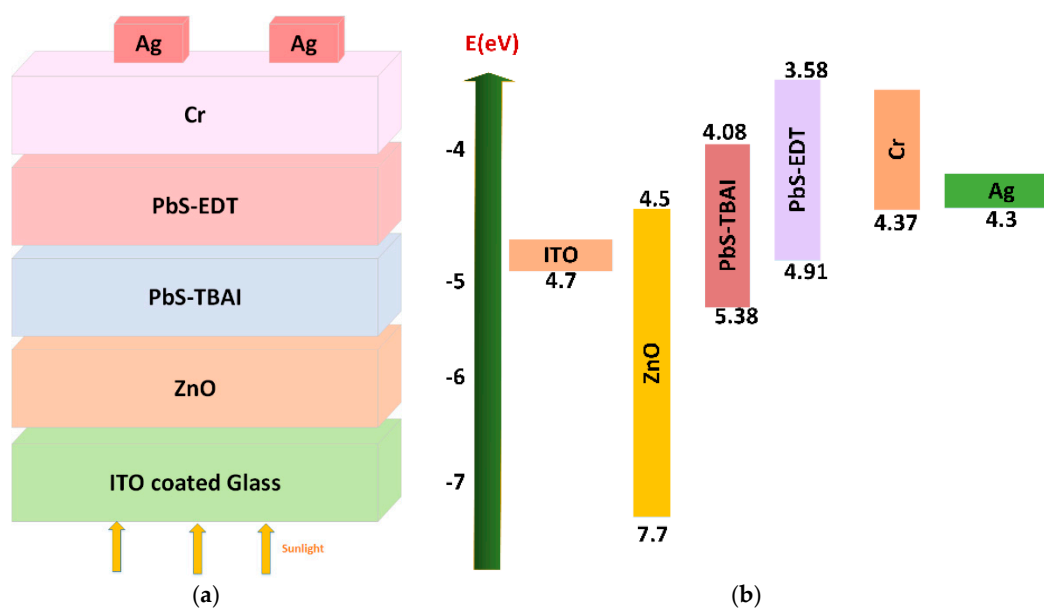 Ag
Ag
Cr
PbS-EDT
PbS-TBAI
ZnO
ITO coated Glass
Sunlight
(a)
E(eV)
-4
-5
-6
-7
ITO
4.7
4.5
ZnO
7.7
4.08
PbS-TBAI
5.38
3.58
PbS-EDT
4.91
Cr
4.37
Ag
4.3
(b)